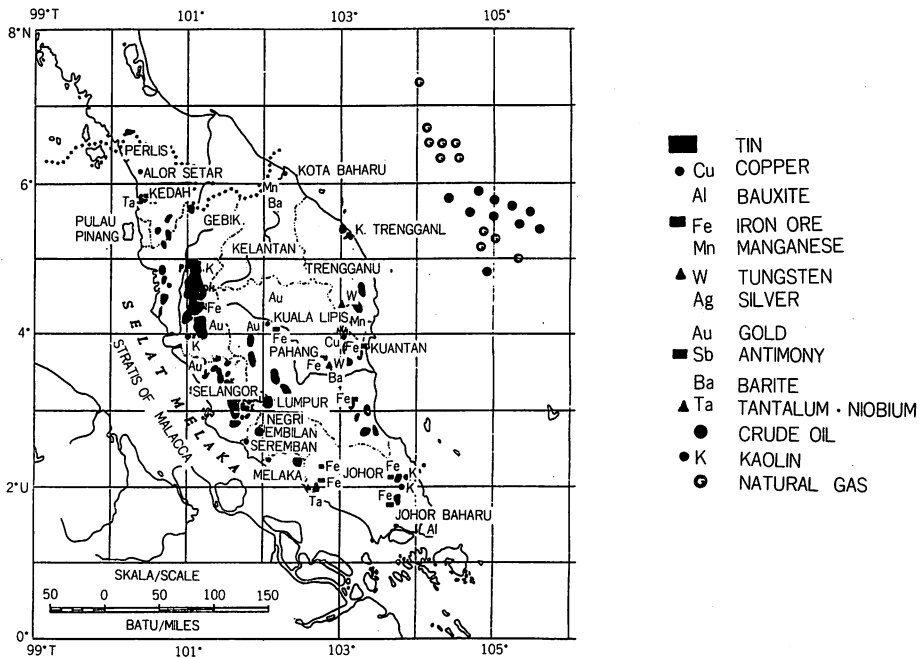 99°T 101° 103° 105°
8°N
PERLIS
ALOR SETAR
KOTA BAHARU
6°
Ta KEDAH
Mn
Ba
PULAU
PINANG
GEBIK
K. TRENGGANL
KELANTAN
TRENGGANU
K
Fe
Au
W
Mn
Au
Au
KUALA LIPIS
4°
Fe
Cu
K
PAHANG
Fe
KUANTAN
Au
Fe
W
Ba
SELANGOR
LUMPUR
Fe
NEGRI
EMBILAN
SEREMBAN
SELAT MELAKA
STRATIS OF MALACCA
MELAKA
Fe
Fe
JOHOR
Fe
K
2°U
Ta
K
Fe
JOHOR BAHARU
Al
SKALA/SCALE
50 0 50 100 150
BATU/MILES
0°
99°T 101° 103° 105°
TIN
Cu COPPER
Al BAUXITE
Fe IRON ORE
Mn MANGANESE
W TUNGSTEN
Ag SILVER
Au GOLD
Sb ANTIMONY
Ba BARITE
Ta TANTALUM · NIOBIUM
CRUDE OIL
K KAOLIN
NATURAL GAS